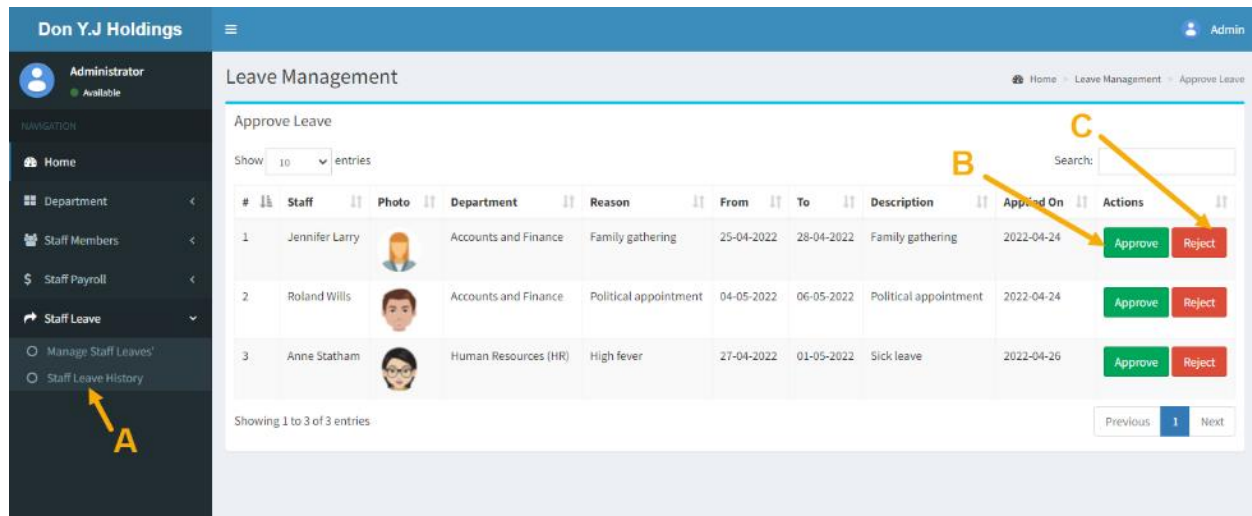 Don Y.J Holdings
Admin
Administrator
Available
Leave Management
Home > Leave Management > Approve Leave
NAVIGATION
Home
Department
Staff Members
$ Staff Payroll
Staff Leave
Manage Staff Leaves'
Staff Leave History
A
Approve Leave
C
Show 10 entries
Search:
B
# Staff Photo Department Reason From To Description Applied On Actions
1 Jennifer Larry Accounts and Finance Family gathering 25-04-2022 28-04-2022 Family gathering 2022-04-24 Approve Reject
2 Roland Wills Accounts and Finance Political appointment 04-05-2022 06-05-2022 Political appointment 2022-04-24 Approve Reject
3 Anne Statham Human Resources (HR) High fever 27-04-2022 01-05-2022 Sick leave 2022-04-26 Approve Reject
Showing 1 to 3 of 3 entries
Previous 1 Next